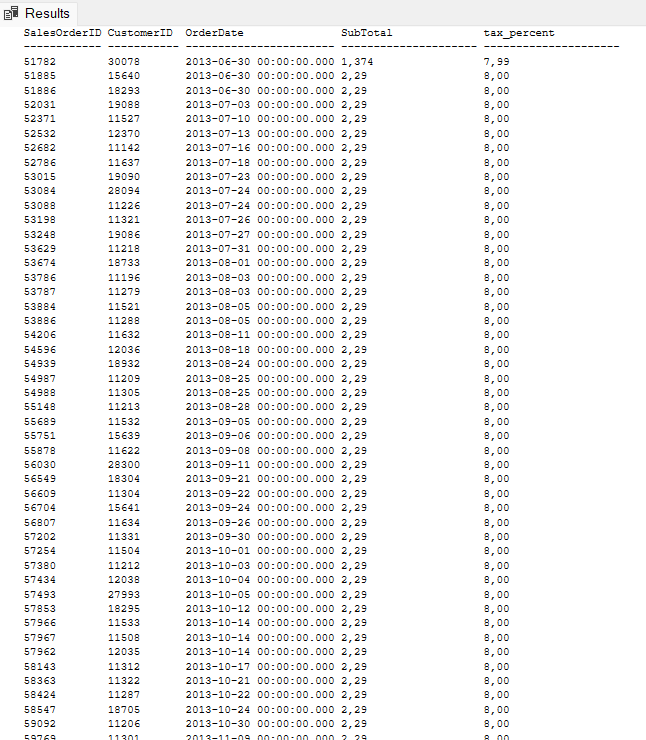 Results
SalesOrderID CustomerID OrderDate SubTotal tax_percent
------------ ----------- ----------------------- --------------------- ---------------------
51782 30078 2013-06-30 00:00:00.000 1,374 7,99
51885 15640 2013-06-30 00:00:00.000 2,29 8,00
51886 18293 2013-06-30 00:00:00.000 2,29 8,00
52031 19088 2013-07-03 00:00:00.000 2,29 8,00
52371 11527 2013-07-10 00:00:00.000 2,29 8,00
52532 12370 2013-07-13 00:00:00.000 2,29 8,00
52682 11142 2013-07-16 00:00:00.000 2,29 8,00
52786 11637 2013-07-18 00:00:00.000 2,29 8,00
53015 19090 2013-07-23 00:00:00.000 2,29 8,00
53084 28094 2013-07-24 00:00:00.000 2,29 8,00
53088 11226 2013-07-24 00:00:00.000 2,29 8,00
53198 11321 2013-07-26 00:00:00.000 2,29 8,00
53248 19086 2013-07-27 00:00:00.000 2,29 8,00
53629 11218 2013-07-31 00:00:00.000 2,29 8,00
53674 18733 2013-08-01 00:00:00.000 2,29 8,00
53786 11196 2013-08-03 00:00:00.000 2,29 8,00
53787 11279 2013-08-03 00:00:00.000 2,29 8,00
53884 11521 2013-08-05 00:00:00.000 2,29 8,00
53886 11288 2013-08-05 00:00:00.000 2,29 8,00
54206 11632 2013-08-11 00:00:00.000 2,29 8,00
54596 12036 2013-08-18 00:00:00.000 2,29 8,00
54939 18932 2013-08-24 00:00:00.000 2,29 8,00
54987 11209 2013-08-25 00:00:00.000 2,29 8,00
54988 11305 2013-08-25 00:00:00.000 2,29 8,00
55148 11213 2013-08-28 00:00:00.000 2,29 8,00
55689 11532 2013-09-05 00:00:00.000 2,29 8,00
55751 15639 2013-09-06 00:00:00.000 2,29 8,00
55878 11622 2013-09-08 00:00:00.000 2,29 8,00
56030 28300 2013-09-11 00:00:00.000 2,29 8,00
56549 18304 2013-09-21 00:00:00.000 2,29 8,00
56609 11304 2013-09-22 00:00:00.000 2,29 8,00
56704 15641 2013-09-24 00:00:00.000 2,29 8,00
56807 11634 2013-09-26 00:00:00.000 2,29 8,00
57202 11331 2013-09-30 00:00:00.000 2,29 8,00
57254 11504 2013-10-01 00:00:00.000 2,29 8,00
57380 11212 2013-10-03 00:00:00.000 2,29 8,00
57434 12038 2013-10-04 00:00:00.000 2,29 8,00
57493 27993 2013-10-05 00:00:00.000 2,29 8,00
57853 18295 2013-10-12 00:00:00.000 2,29 8,00
57966 11533 2013-10-14 00:00:00.000 2,29 8,00
57967 11508 2013-10-14 00:00:00.000 2,29 8,00
57962 12035 2013-10-14 00:00:00.000 2,29 8,00
58143 11312 2013-10-17 00:00:00.000 2,29 8,00
58363 11322 2013-10-21 00:00:00.000 2,29 8,00
58424 11287 2013-10-22 00:00:00.000 2,29 8,00
58547 18705 2013-10-24 00:00:00.000 2,29 8,00
59092 11206 2013-10-30 00:00:00.000 2,29 8,00
59769 11301 2013-11-09 00:00:00.000 2,29 8,00